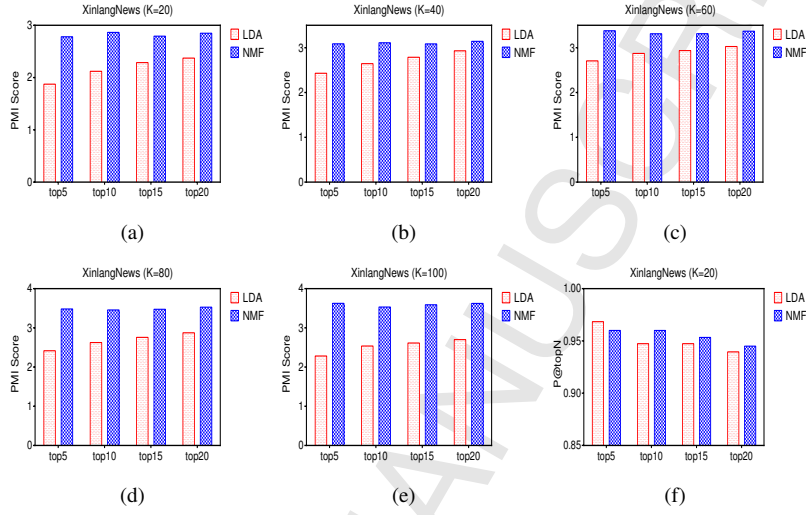 XinlangNews (K=20)
PMI Score
3
2
1
0
top5 top10 top15 top20
LDA
NMF
(a)
XinlangNews (K=40)
PMI Score
3
2
1
0
top5 top10 top15 top20
LDA
NMF
(b)
XinlangNews (K=60)
PMI Score
3
2
1
0
top5 top10 top15 top20
LDA
NMF
(c)
XinlangNews (K=80)
PMI Score
4
3
2
1
0
top5 top10 top15 top20
LDA
NMF
(d)
XinlangNews (K=100)
PMI Score
4
3
2
1
0
top5 top10 top15 top20
LDA
NMF
(e)
XinlangNews (K=20)
P@topN
1.00
0.95
0.90
0.85
top5 top10 top15 top20
LDA
NMF
(f)
ANUSCRI